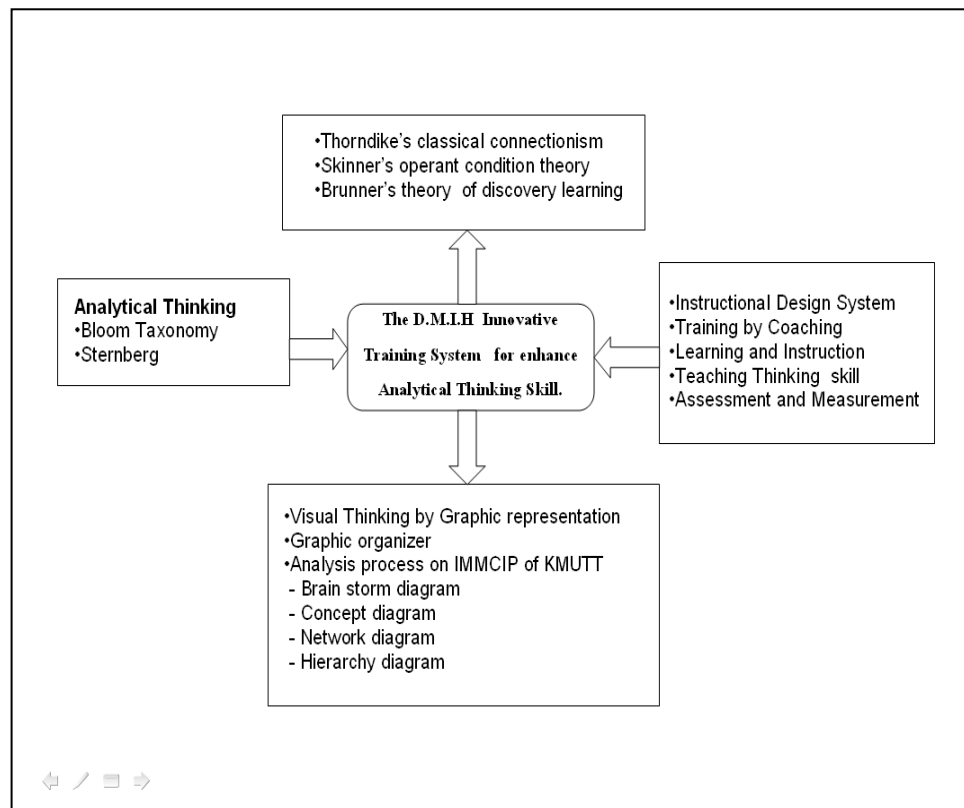 •Thorndike's classical connectionism
•Skinner's operant condition theory
•Brunner's theory of discovery learning
Analytical Thinking
•Bloom Taxonomy
•Sternberg
The D.M.I.H Innovative
Training System for enhance
Analytical Thinking Skill.
•Instructional Design System
•Training by Coaching
•Learning and Instruction
•Teaching Thinking skill
•Assessment and Measurement
•Visual Thinking by Graphic representation
•Graphic organizer
•Analysis process on IMMCIP of KMUTT
- Brain storm diagram
- Concept diagram
- Network diagram
- Hierarchy diagram